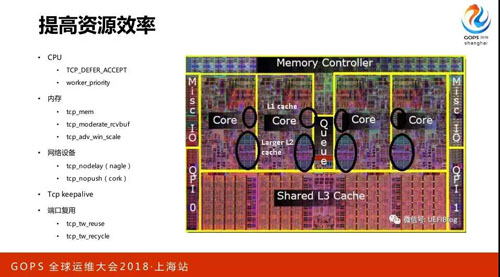 提高资源效率
GOPS 2018
shanghai
• CPU
• TCP_DEFER_ACCEPT
• worker_priority
• 内存
• tcp_mem
• tcp_moderate_rcvbuf
• tcp_adv_win_scale
• 网络设备
• tcp_nodelay（nagle）
• tcp_nopush（cork）
• Tcp keepalive
• 端口复用
• tcp_tw_reuse
• tcp_tw_recycle
Memory Controller
Misc IO
Core
L1 cache
Core
Larger L2
cache
Queue
Core
Core
Misc IO
QPI 0
Shared L3 Cache
QPI 1
微信号: UEFIBlog
GOPS 全球运维大会2018·上海站